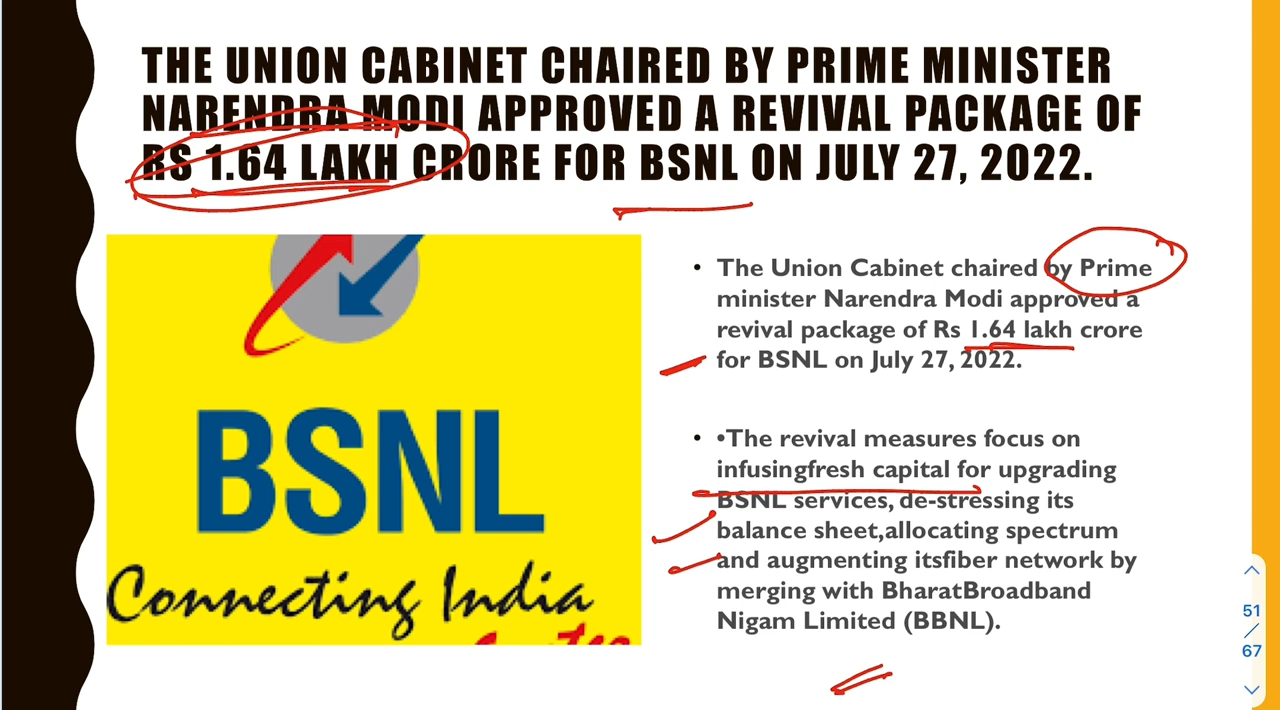 THE UNION CABINET CHAIRED BY PRIME MINISTER
NARENDRA MODI APPROVED A REVIVAL PACKAGE OF
RS 1.64 LAKH CRORE FOR BSNL ON JULY 27, 2022.
BSNL
Connecting India
• The Union Cabinet chaired by Prime
minister Narendra Modi approved a
revival package of Rs 1.64 lakh crore
for BSNL on July 27, 2022.
• •The revival measures focus on
infusingfresh capital for upgrading
BSNL services, de-stressing its
balance sheet,allocating spectrum
and augmenting itsfiber network by
merging with BharatBroadband
Nigam Limited (BBNL).
51
/
67